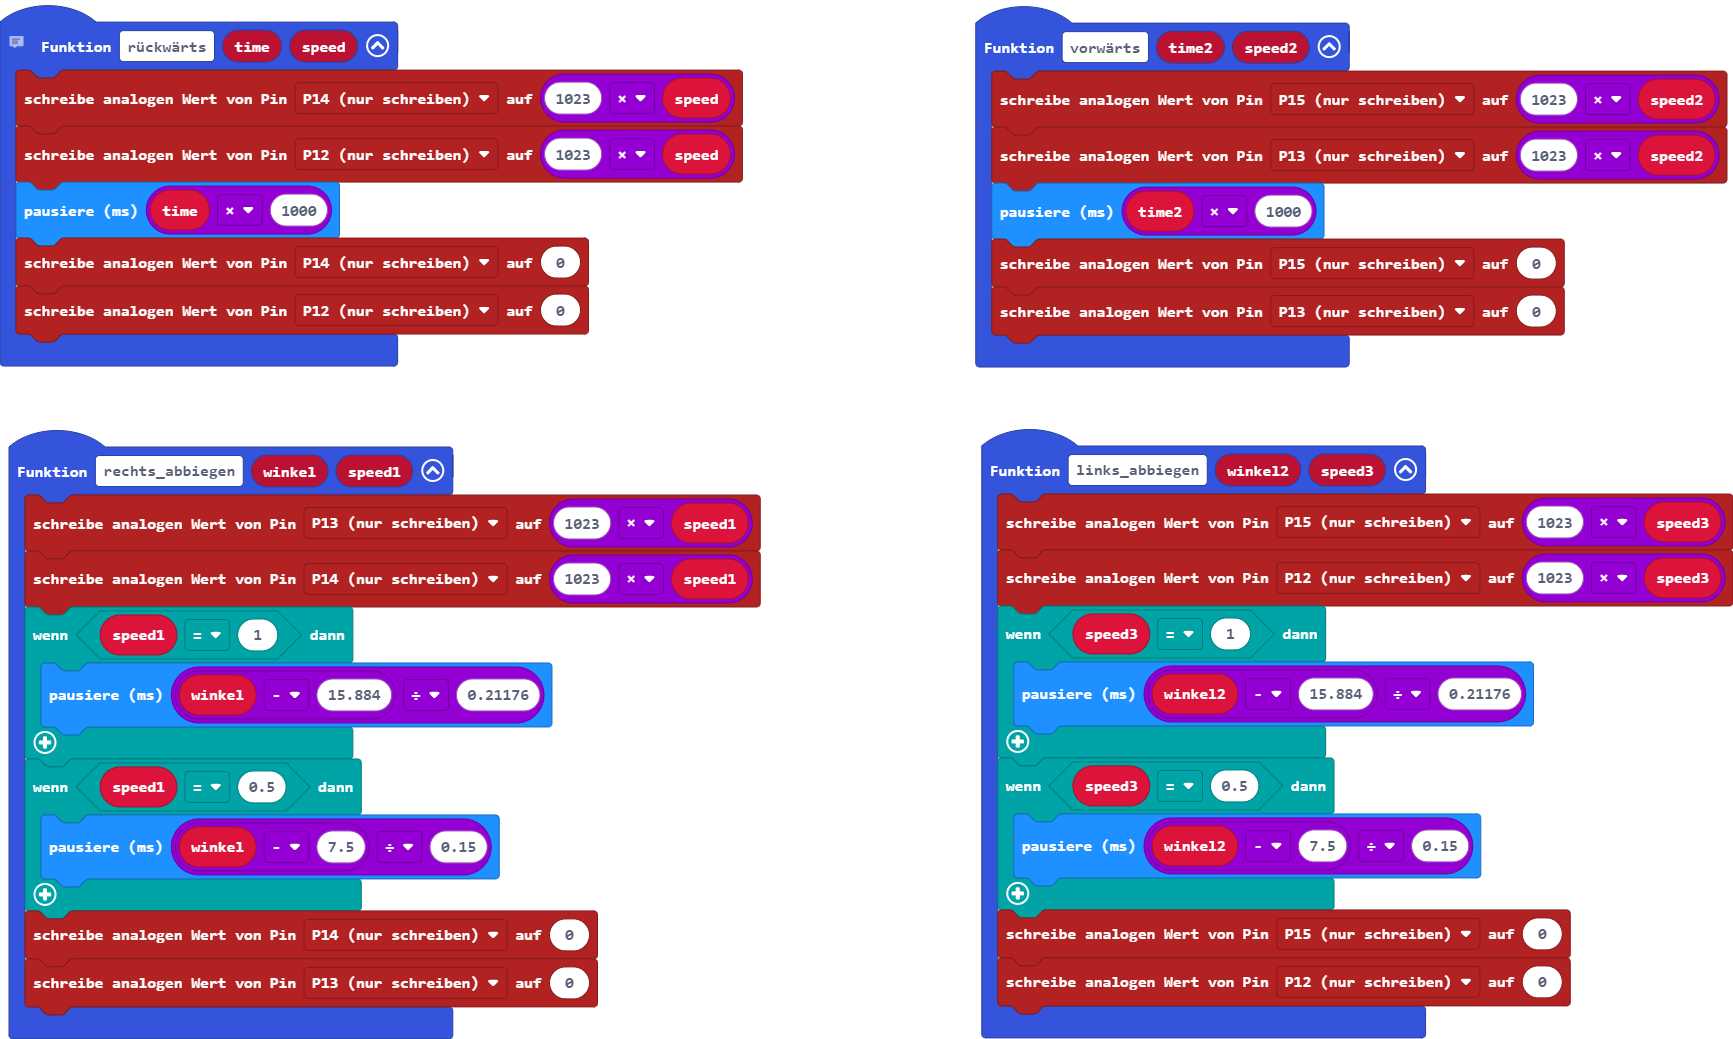 Funktion rückwärts time speed
schreibe analogen Wert von Pin P14 (nur schreiben) auf 1023 × speed
schreibe analogen Wert von Pin P12 (nur schreiben) auf 1023 × speed
pausiere (ms) time × 1000
schreibe analogen Wert von Pin P14 (nur schreiben) auf 0
schreibe analogen Wert von Pin P12 (nur schreiben) auf 0
Funktion vorwärts time2 speed2
schreibe analogen Wert von Pin P15 (nur schreiben) auf 1023 × speed2
schreibe analogen Wert von Pin P13 (nur schreiben) auf 1023 × speed2
pausiere (ms) time2 × 1000
schreibe analogen Wert von Pin P15 (nur schreiben) auf 0
schreibe analogen Wert von Pin P13 (nur schreiben) auf 0
Funktion rechts_abbiegen winkel speed1
schreibe analogen Wert von Pin P13 (nur schreiben) auf 1023 × speed1
schreibe analogen Wert von Pin P14 (nur schreiben) auf 1023 × speed1
wenn speed1 = 1 dann
pausiere (ms) winkel - 15.884 ÷ 0.21176
wenn speed1 = 0.5 dann
pausiere (ms) winkel - 7.5 ÷ 0.15
schreibe analogen Wert von Pin P14 (nur schreiben) auf 0
schreibe analogen Wert von Pin P13 (nur schreiben) auf 0
Funktion links_abbiegen winkel2 speed3
schreibe analogen Wert von Pin P15 (nur schreiben) auf 1023 × speed3
schreibe analogen Wert von Pin P12 (nur schreiben) auf 1023 × speed3
wenn speed3 = 1 dann
pausiere (ms) winkel2 - 15.884 ÷ 0.21176
wenn speed3 = 0.5 dann
pausiere (ms) winkel2 - 7.5 ÷ 0.15
schreibe analogen Wert von Pin P15 (nur schreiben) auf 0
schreibe analogen Wert von Pin P12 (nur schreiben) auf 0